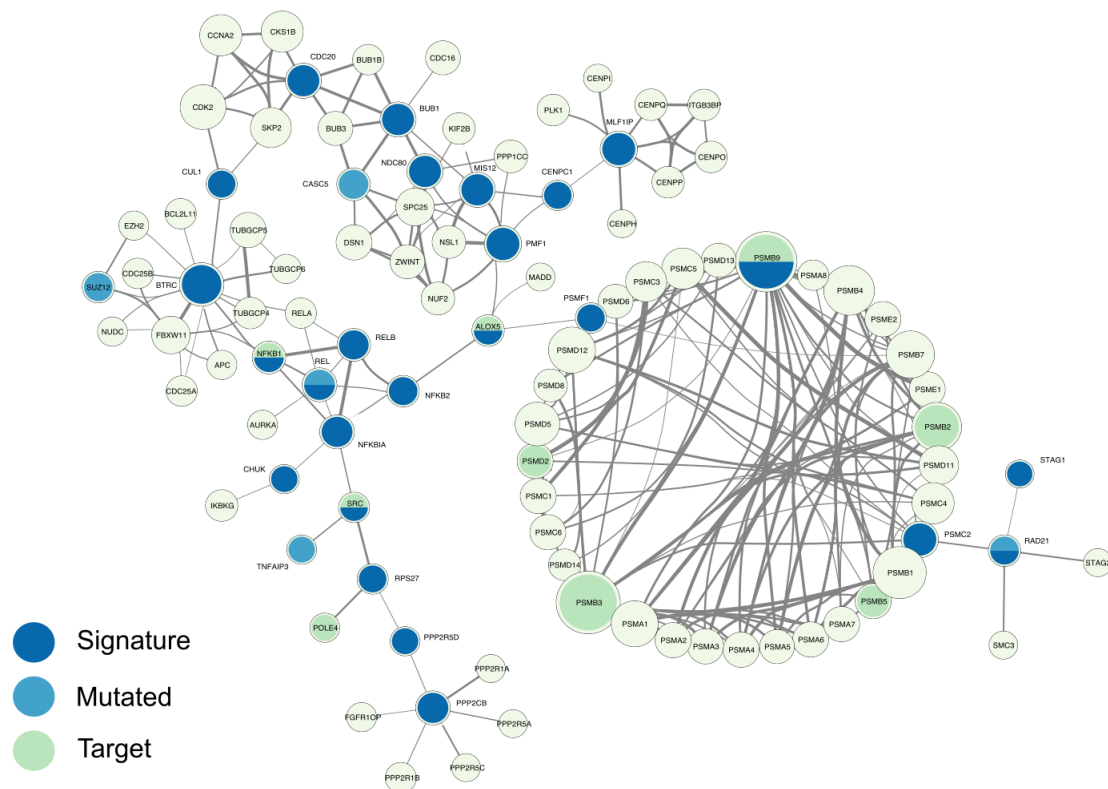 CCNA2
CKS1B
CDC20
BUB1B
CDC16
CDK2
SKP2
BUB3
BUB1
KIF2B
PLK1
CENPI
CENPQ
ITGB3BP
MLF1IP
CENPO
CENPP
CENPH
CUL1
CASC5
NDC80
MIS12
PPP1CC
CENPC1
SPC25
DSN1
ZWINT
NSL1
PMF1
NUF2
BCL2L11
EZH2
TUBGCP5
TUBGCP6
CDC25B
SUZ12
BTRC
TUBGCP4
NUDC
FBXW11
APC
CDC25A
RELA
MADD
ALOX5
NFKB1
RELB
REL
NFKB2
AURKA
NFKBIA
CHUK
IKBKG
SRC
TNFAIP3
RPS27
POLE4
PPP2R5D
PPP2R1A
PPP2CB
FGFR1OP
PPP2R5A
PPP2R5C
PPP2R1B
PSMB9
PSMD13
PSMA8
PSMC5
PSMB4
PSMC3
PSMD6
PSMF1
PSME2
PSMD12
PSMB7
PSMD8
PSME1
PSMD5
PSMB2
PSMD2
PSMD11
PSMC1
PSMC4
PSMC6
PSMC2
PSMD14
PSMB1
PSMB3
PSMB5
PSMA1
PSMA7
PSMA2
PSMA3
PSMA4
PSMA5
PSMA6
STAG1
RAD21
STAG2
SMC3
Signature
Mutated
Target